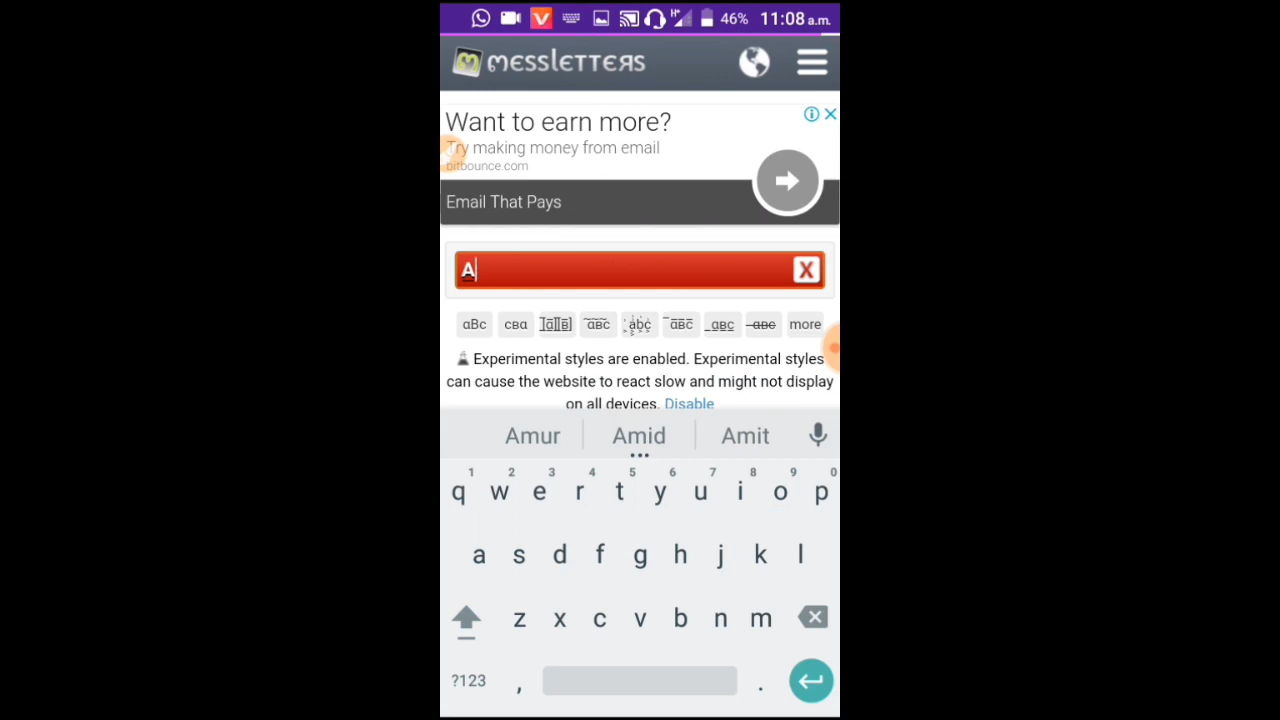 46% 11:08 a.m.
messletters
Want to earn more?
Try making money from email
bitbounce.com
Email That Pays
A
X
aBc cвa [̲̅a̲̅][̲̅в̲̅] a̅в̅c̅ a̲в̲c̲ a̶в̶c̶ more
Experimental styles are enabled. Experimental styles
can cause the website to react slow and might not display
on all devices. Disable
Amur Amid Amit
1 2 3 4 5 6 7 8 9 0
q w e r t y u i o p
a s d f g h j k l
z x c v b n m
?123 , .